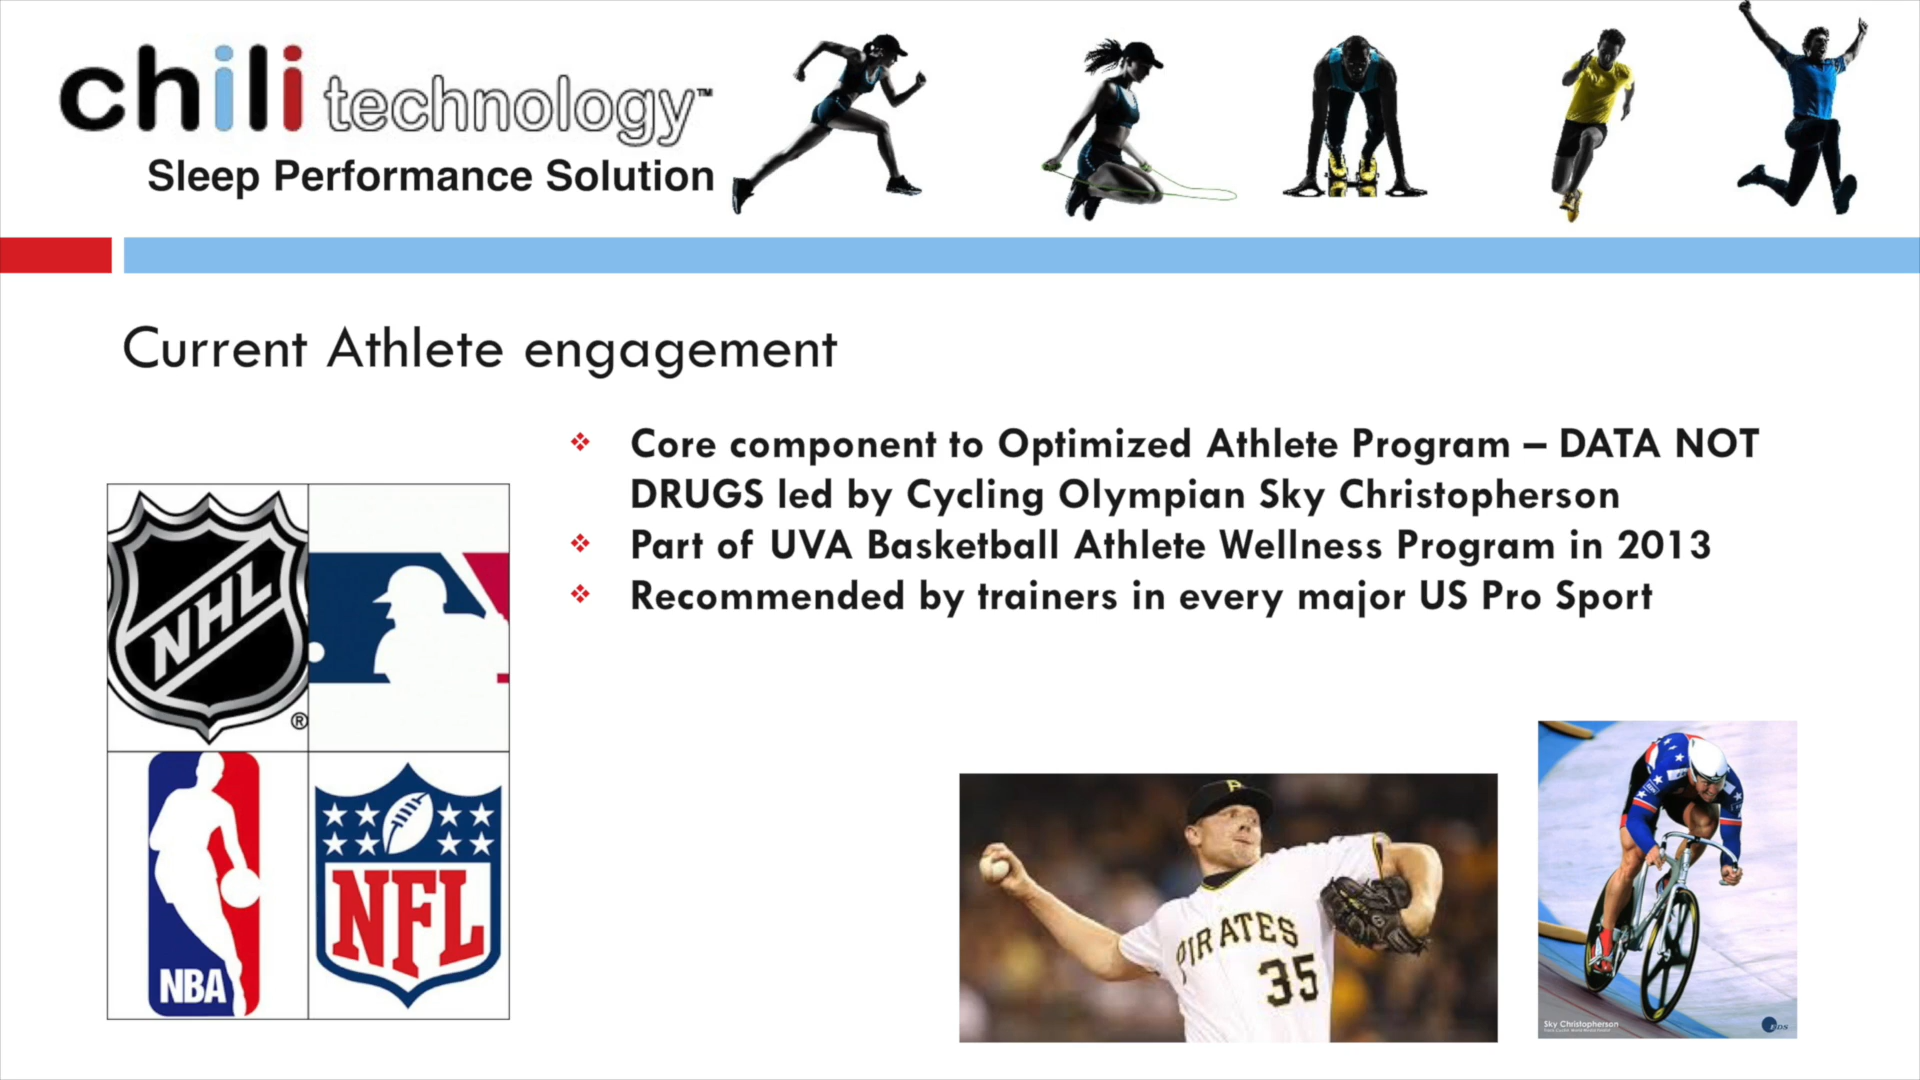 chili technology™
Sleep Performance Solution
Current Athlete engagement
Core component to Optimized Athlete Program – DATA NOT
DRUGS led by Cycling Olympian Sky Christopherson
Part of UVA Basketball Athlete Wellness Program in 2013
Recommended by trainers in every major US Pro Sport
NHL
®
NBA
NFL
P
PIRATES
35
Sky Christopherson